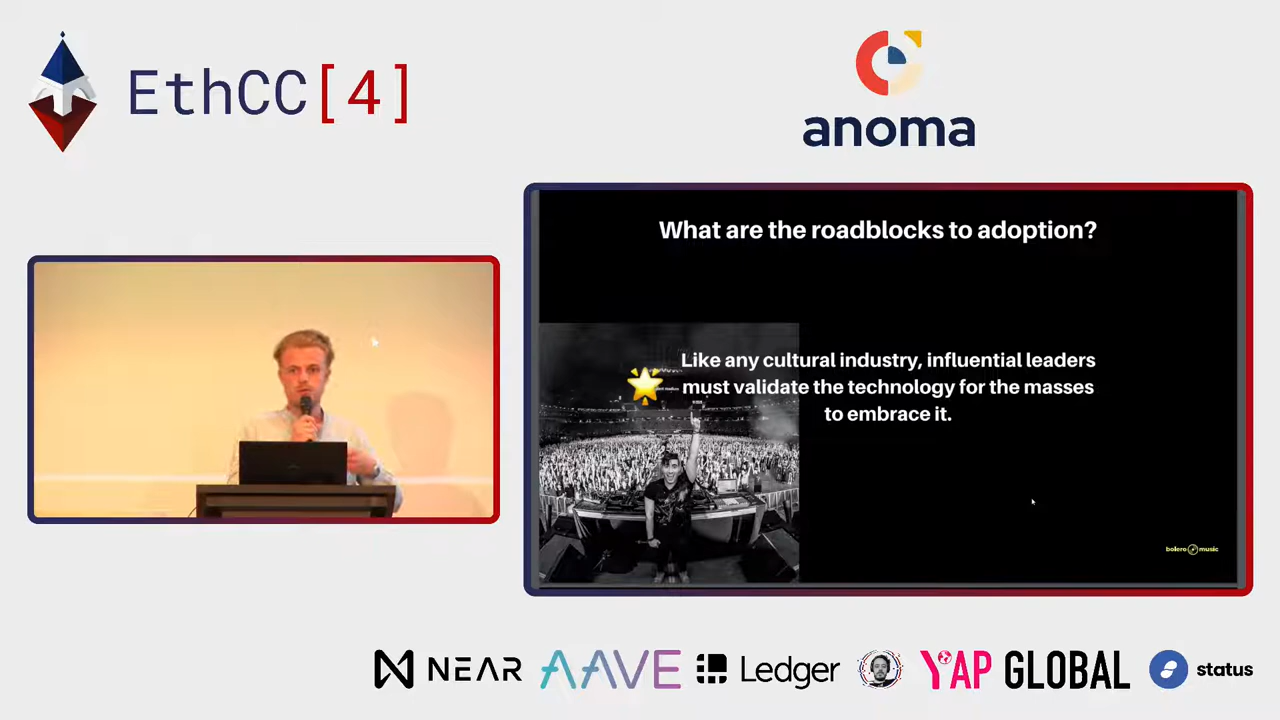 EthCC[4]
anoma
What are the roadblocks to adoption?
Like any cultural industry, influential leaders
must validate the technology for the masses
to embrace it.
bolero music
NEAR
AAVE
Ledger
YAP GLOBAL
status